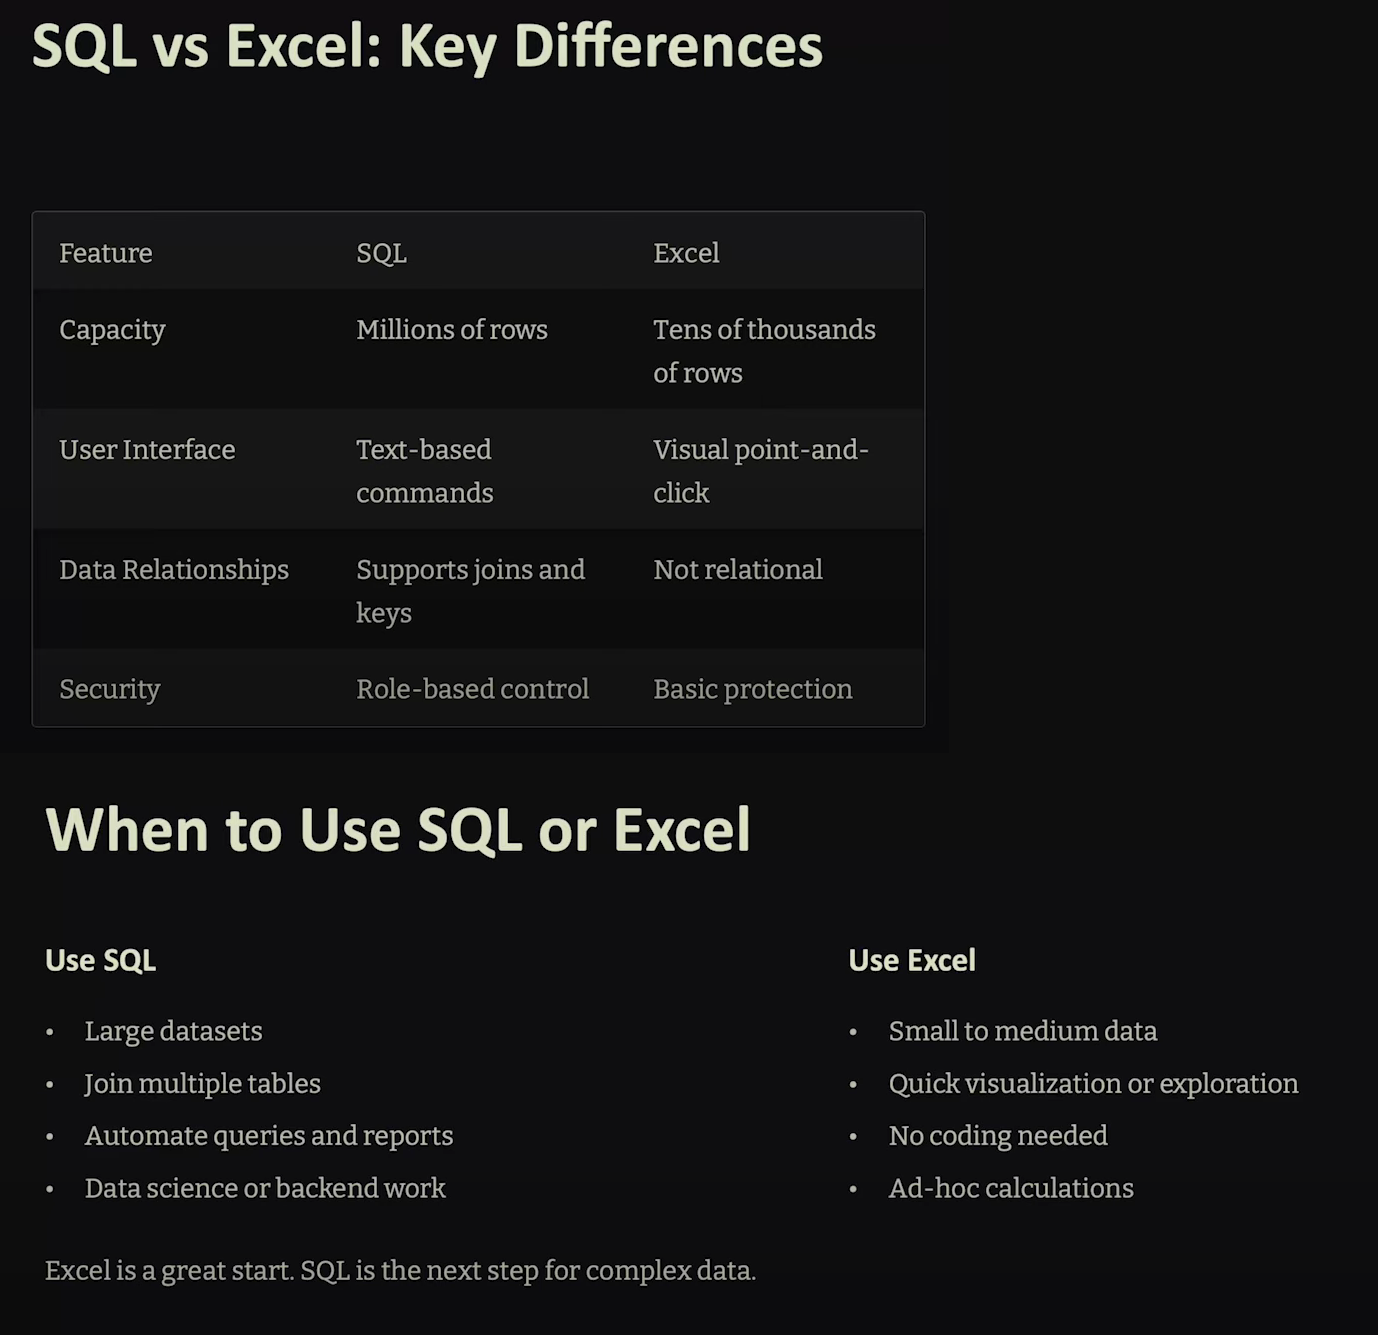 SQL vs Excel: Key Differences
Feature SQL Excel
Capacity Millions of rows Tens of thousands
of rows
User Interface Text-based Visual point-and-
commands click
Data Relationships Supports joins and Not relational
keys
Security Role-based control Basic protection
When to Use SQL or Excel
Use SQL
• Large datasets
• Join multiple tables
• Automate queries and reports
• Data science or backend work
Use Excel
• Small to medium data
• Quick visualization or exploration
• No coding needed
• Ad-hoc calculations
Excel is a great start. SQL is the next step for complex data.